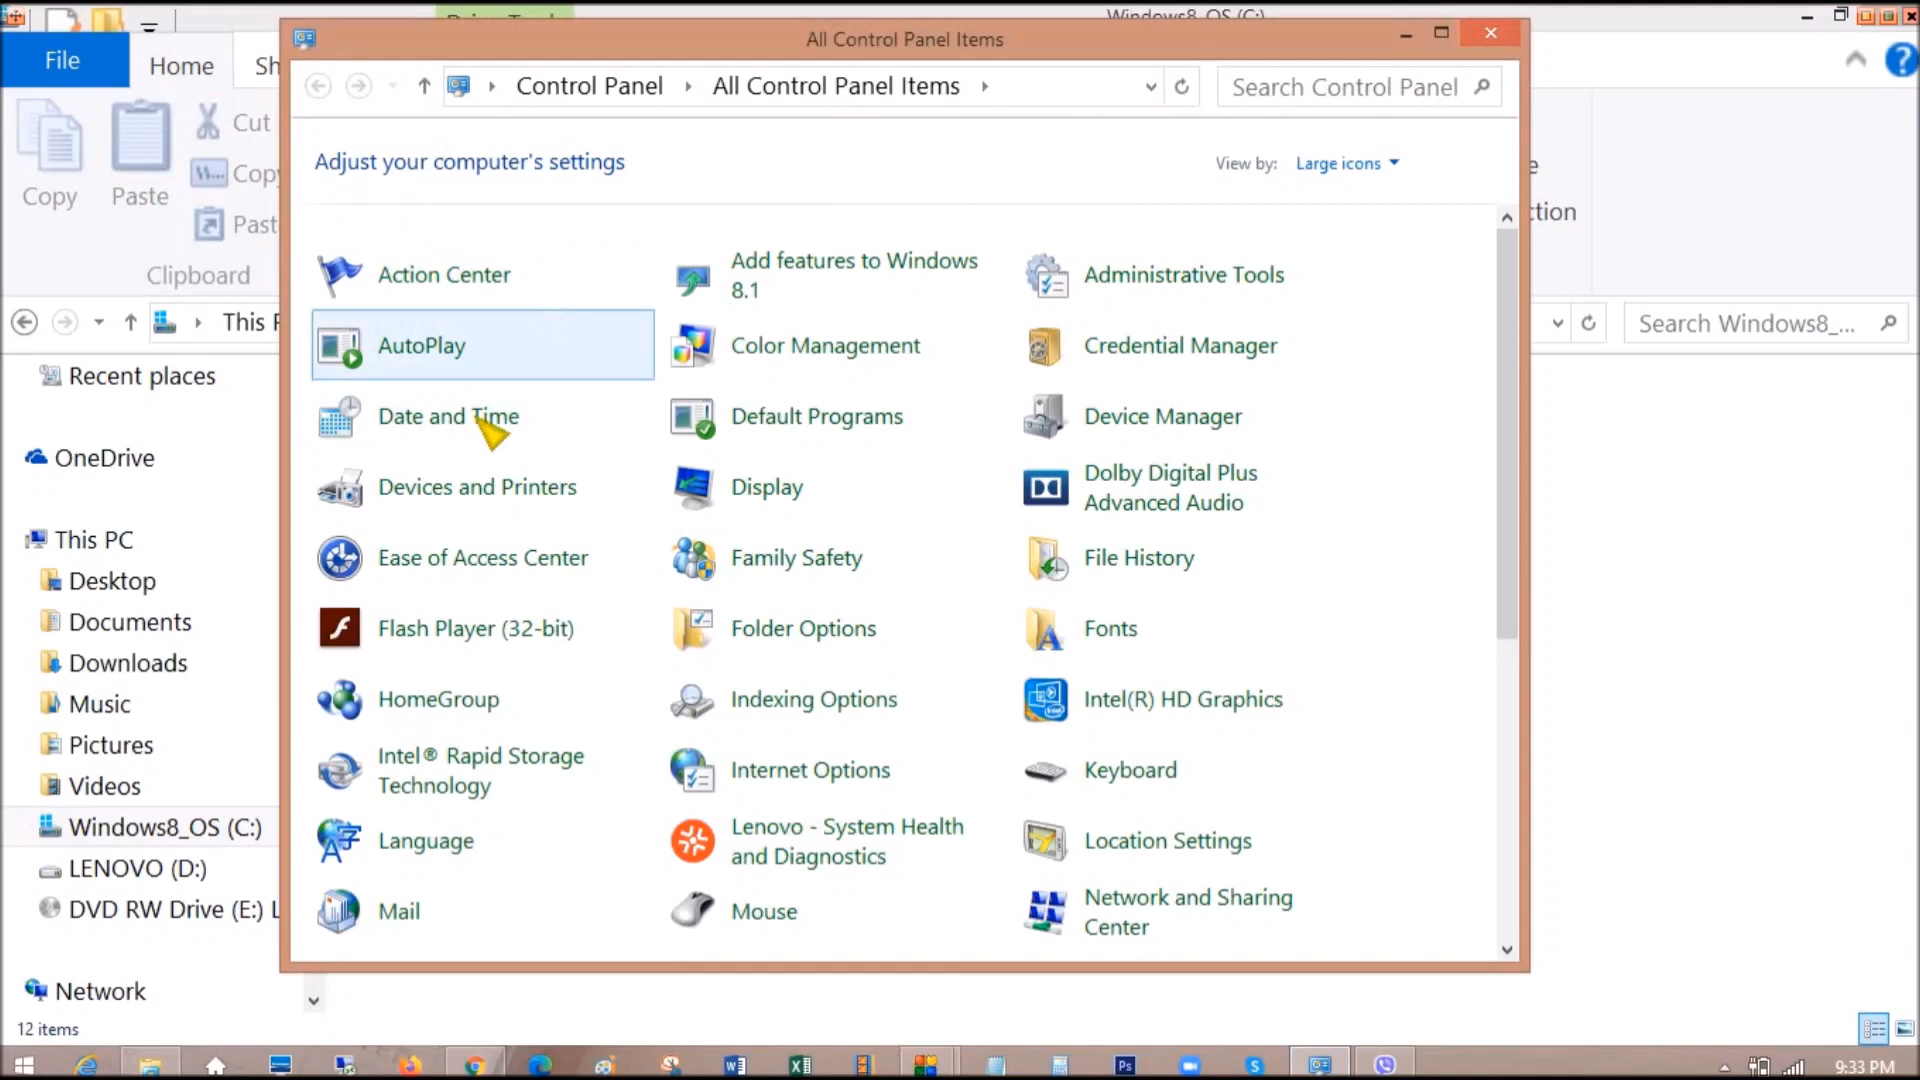 Windows8_OS (C:)
All Control Panel Items
File
Home
Sh
Control Panel
All Control Panel Items
Search Control Panel
Cut
Copy
Paste
Copy
Past
Clipboard
Adjust your computer's settings
View by:
Large icons
tion
Action Center
Add features to Windows
8.1
Administrative Tools
AutoPlay
Color Management
Credential Manager
This P
Search Windows8_...
Recent places
Date and Time
Default Programs
Device Manager
OneDrive
Devices and Printers
Display
Dolby Digital Plus
Advanced Audio
This PC
Ease of Access Center
Family Safety
File History
Desktop
Documents
Flash Player (32-bit)
Folder Options
Fonts
Downloads
Music
HomeGroup
Indexing Options
Intel(R) HD Graphics
Pictures
Intel® Rapid Storage
Technology
Internet Options
Keyboard
Videos
Windows8_OS (C:)
Language
Lenovo - System Health
and Diagnostics
Location Settings
LENOVO (D:)
DVD RW Drive (E:) L
Mail
Mouse
Network and Sharing
Center
Network
12 items
Ps
9:33 PM